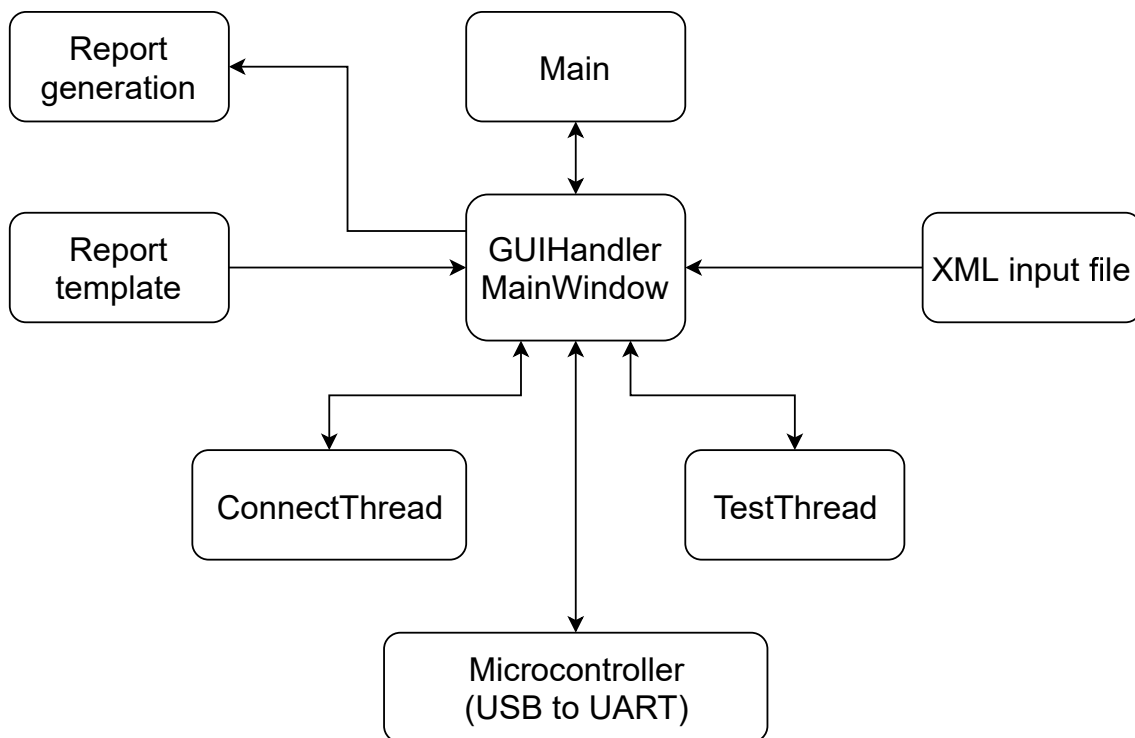 Report
generation
Main
Report
template
GUIHandler
MainWindow
XML input file
ConnectThread
TestThread
Microcontroller
(USB to UART)